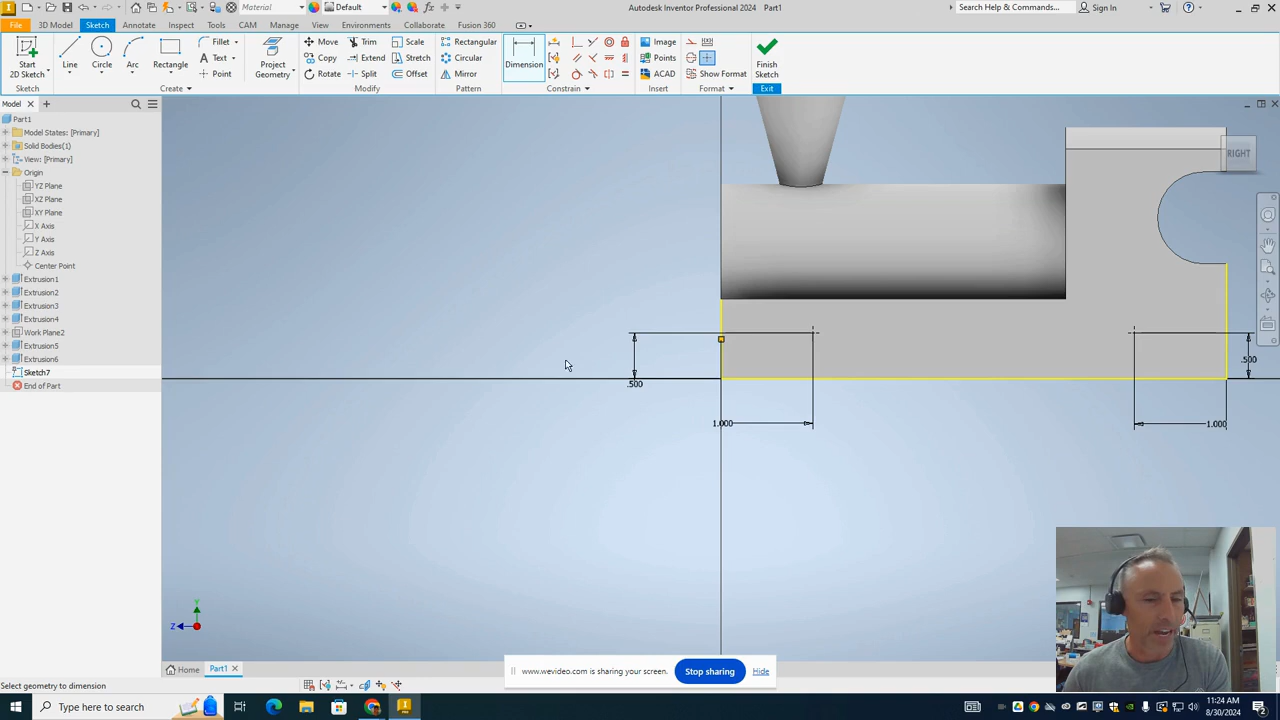 Material
Default
Autodesk Inventor Professional 2024   Part1
Search Help & Commands...
Sign In
File
3D Model
Sketch
Annotate
Inspect
Tools
CAM
Manage
View
Environments
Collaborate
Fusion 360
Start
2D Sketch
Line
Circle
Arc
Rectangle
Fillet
Text
Point
Project
Geometry
Move
Copy
Rotate
Trim
Extend
Split
Scale
Stretch
Offset
Rectangular
Circular
Mirror
Dimension
Image
Points
ACAD
Show Format
Finish
Sketch
Sketch
Create
Modify
Pattern
Constrain
Insert
Format
Exit
Model
Part1
Model States: [Primary]
Solid Bodies(1)
View: [Primary]
Origin
YZ Plane
XZ Plane
XY Plane
X Axis
Y Axis
Z Axis
Center Point
Extrusion1
Extrusion2
Extrusion3
Extrusion4
Work Plane2
Extrusion5
Extrusion6
Sketch7
End of Part
RIGHT
.500
.500
1.000
1.000
Y
Z
Home
Part1
www.wevideo.com is sharing your screen.
Stop sharing
Hide
Select geometry to dimension
Type here to search
11:24 AM
8/30/2024